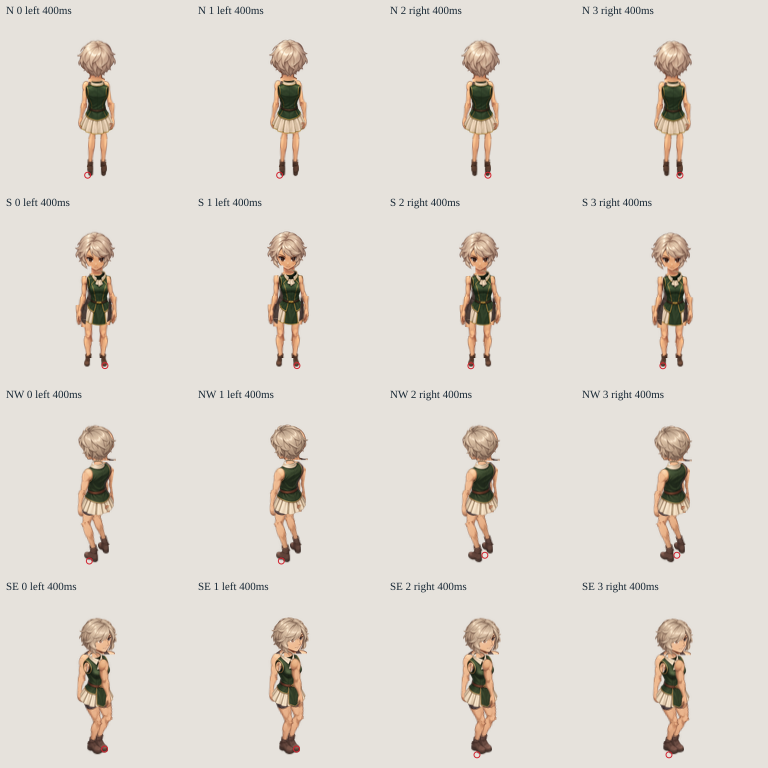 N 0 left 400ms
N 1 left 400ms
N 2 right 400ms
N 3 right 400ms
S 0 left 400ms
S 1 left 400ms
S 2 right 400ms
S 3 right 400ms
NW 0 left 400ms
NW 1 left 400ms
NW 2 right 400ms
NW 3 right 400ms
SE 0 left 400ms
SE 1 left 400ms
SE 2 right 400ms
SE 3 right 400ms